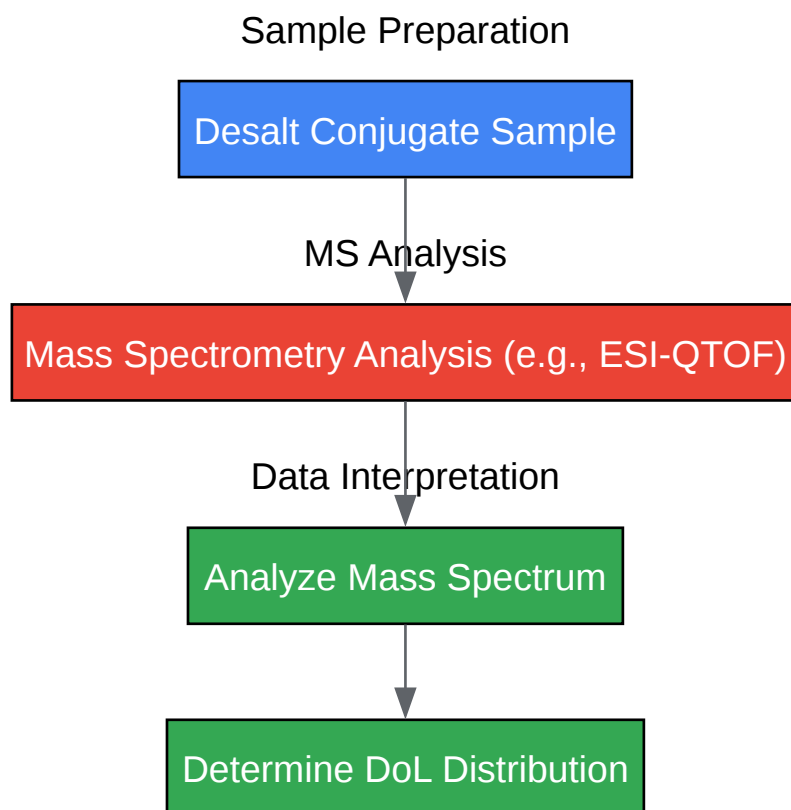 Sample Preparation
Desalt Conjugate Sample
MS Analysis
Mass Spectrometry Analysis (e.g., ESI-QTOF)
Data Interpretation
Analyze Mass Spectrum
Determine DoL Distribution